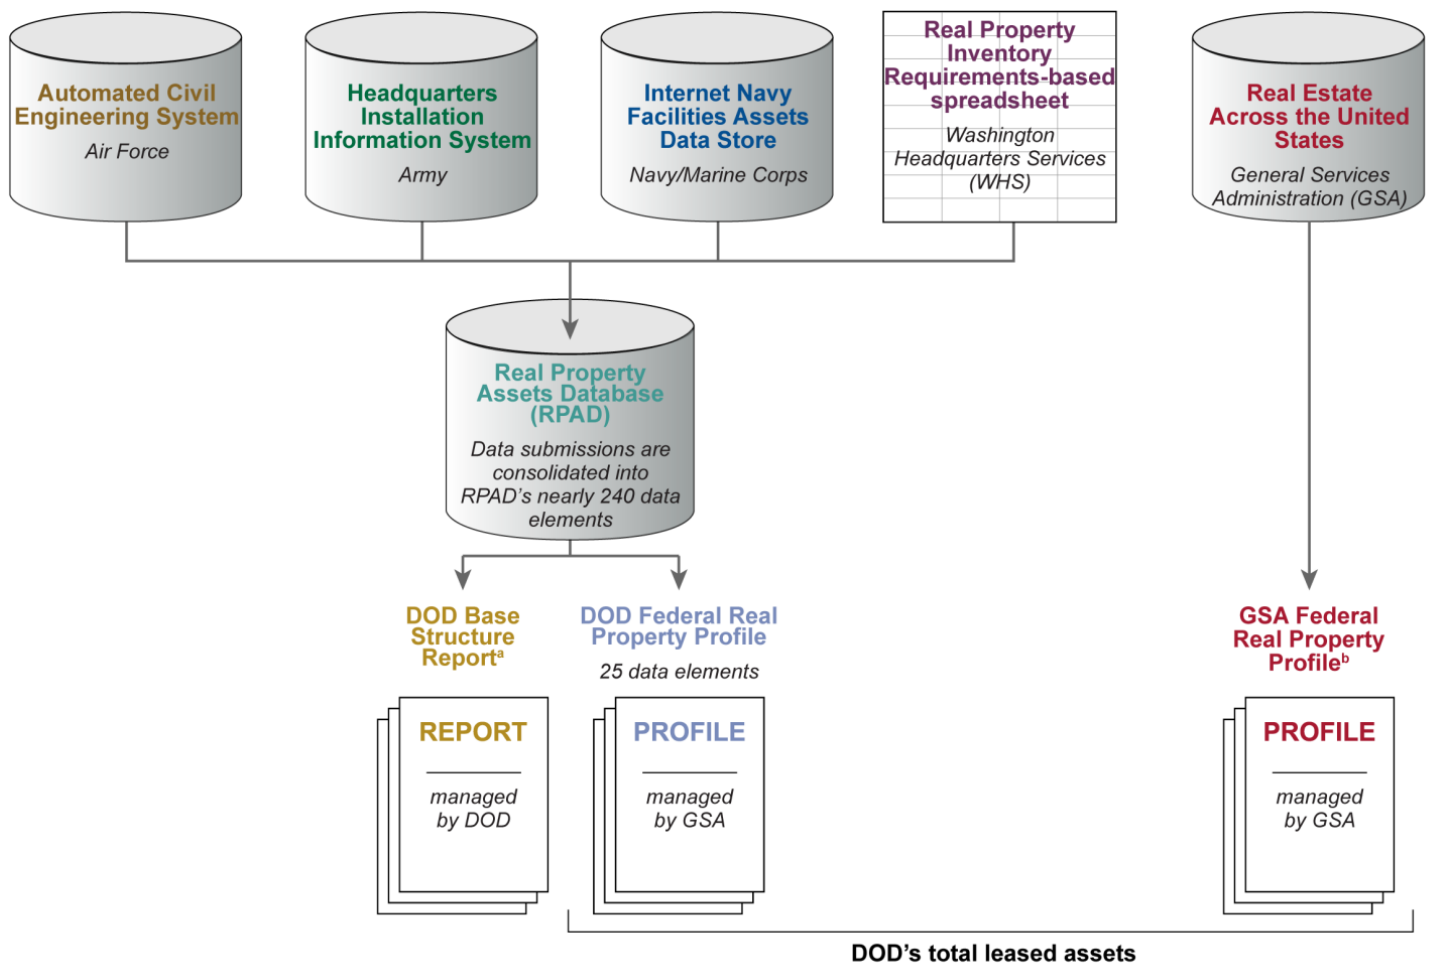 Automated Civil
Engineering System
Air Force
Headquarters
Installation
Information System
Army
Internet Navy
Facilities Assets
Data Store
Navy/Marine Corps
Real Property
Inventory
Requirements-based
spreadsheet
Washington
Headquarters Services
(WHS)
Real Estate
Across the United
States
General Services
Administration (GSA)
Real Property
Assets Database
(RPAD)
Data submissions are
consolidated into
RPAD’s nearly 240 data
elements
DOD Base
Structure
Reportᵃ
DOD Federal Real
Property Profile
25 data elements
GSA Federal
Real Property
Profileᵇ
REPORT
managed
by DOD
PROFILE
managed
by GSA
PROFILE
managed
by GSA
DOD’s total leased assets